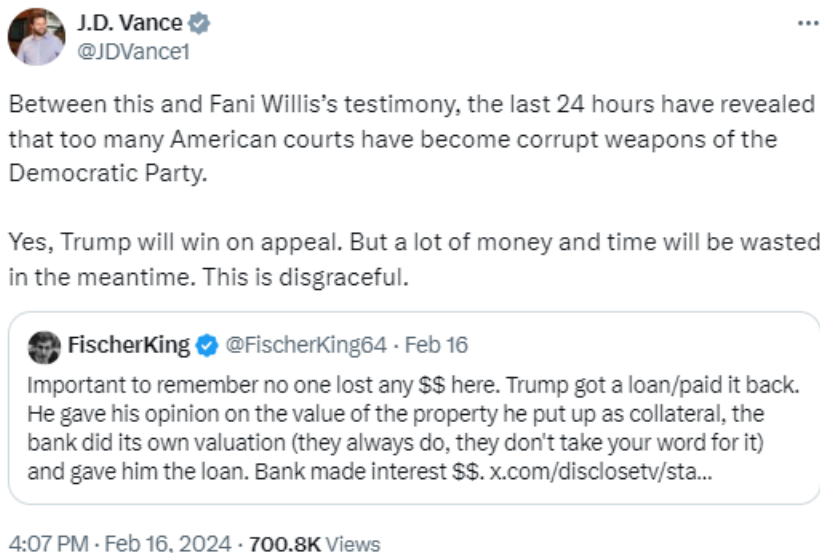 J.D. Vance
@JDVance1
Between this and Fani Willis’s testimony, the last 24 hours have revealed
that too many American courts have become corrupt weapons of the
Democratic Party.
Yes, Trump will win on appeal. But a lot of money and time will be wasted
in the meantime. This is disgraceful.
FischerKing @FischerKing64 · Feb 16
Important to remember no one lost any $$ here. Trump got a loan/paid it back.
He gave his opinion on the value of the property he put up as collateral, the
bank did its own valuation (they always do, they don't take your word for it)
and gave him the loan. Bank made interest $$. x.com/disclosetv/sta...
4:07 PM · Feb 16, 2024 · 700.8K Views